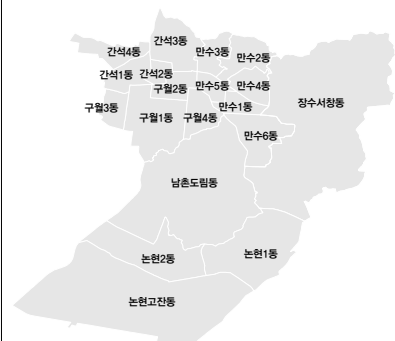 간석3동
간석4동
만수3동
만수2동
간석1동
간석2동
구월2동
만수5동
만수4동
장수서창동
구월3동
만수1동
구월1동
구월4동
만수6동
남촌도림동
논현2동
논현1동
논현고잔동